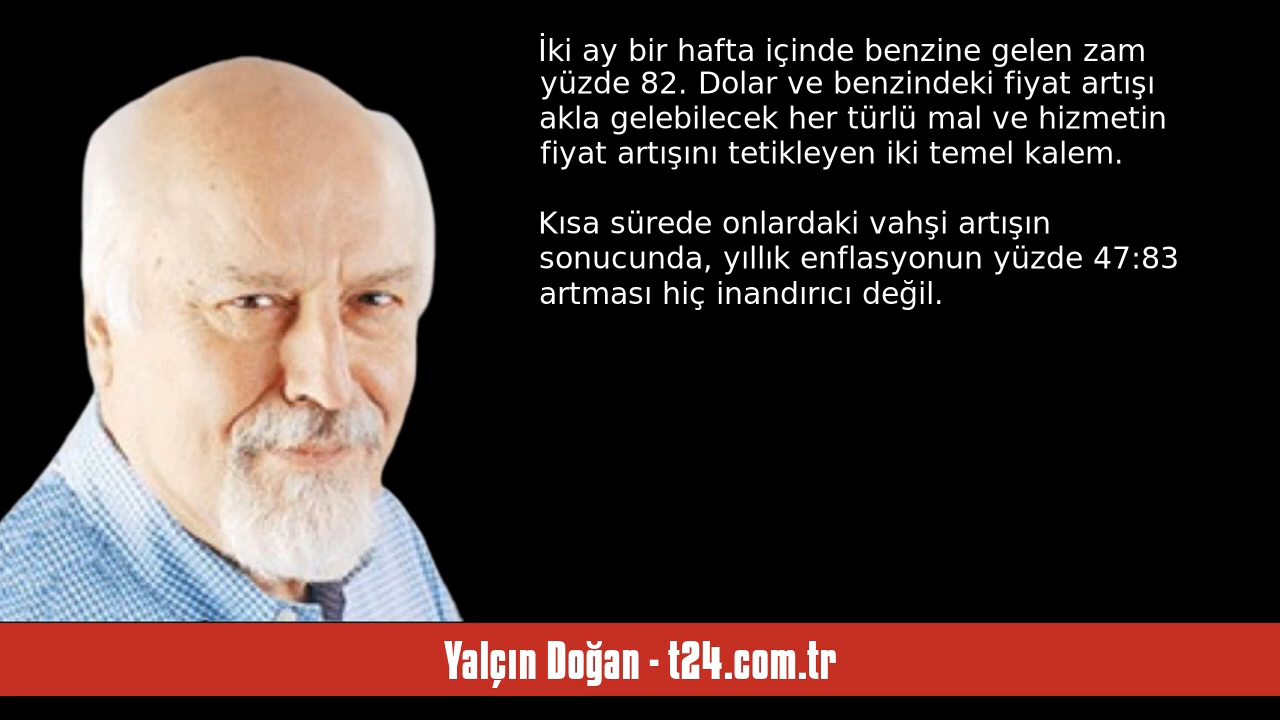 İki ay bir hafta içinde benzine gelen zam
yüzde 82. Dolar ve benzindeki fiyat artışı
akla gelebilecek her türlü mal ve hizmetin
fiyat artışını tetikleyen iki temel kalem.
Kısa sürede onlardaki vahşi artışın
sonucunda, yıllık enflasyonun yüzde 47:83
artması hiç inandırıcı değil.
Yalçın Doğan - t24.com.tr